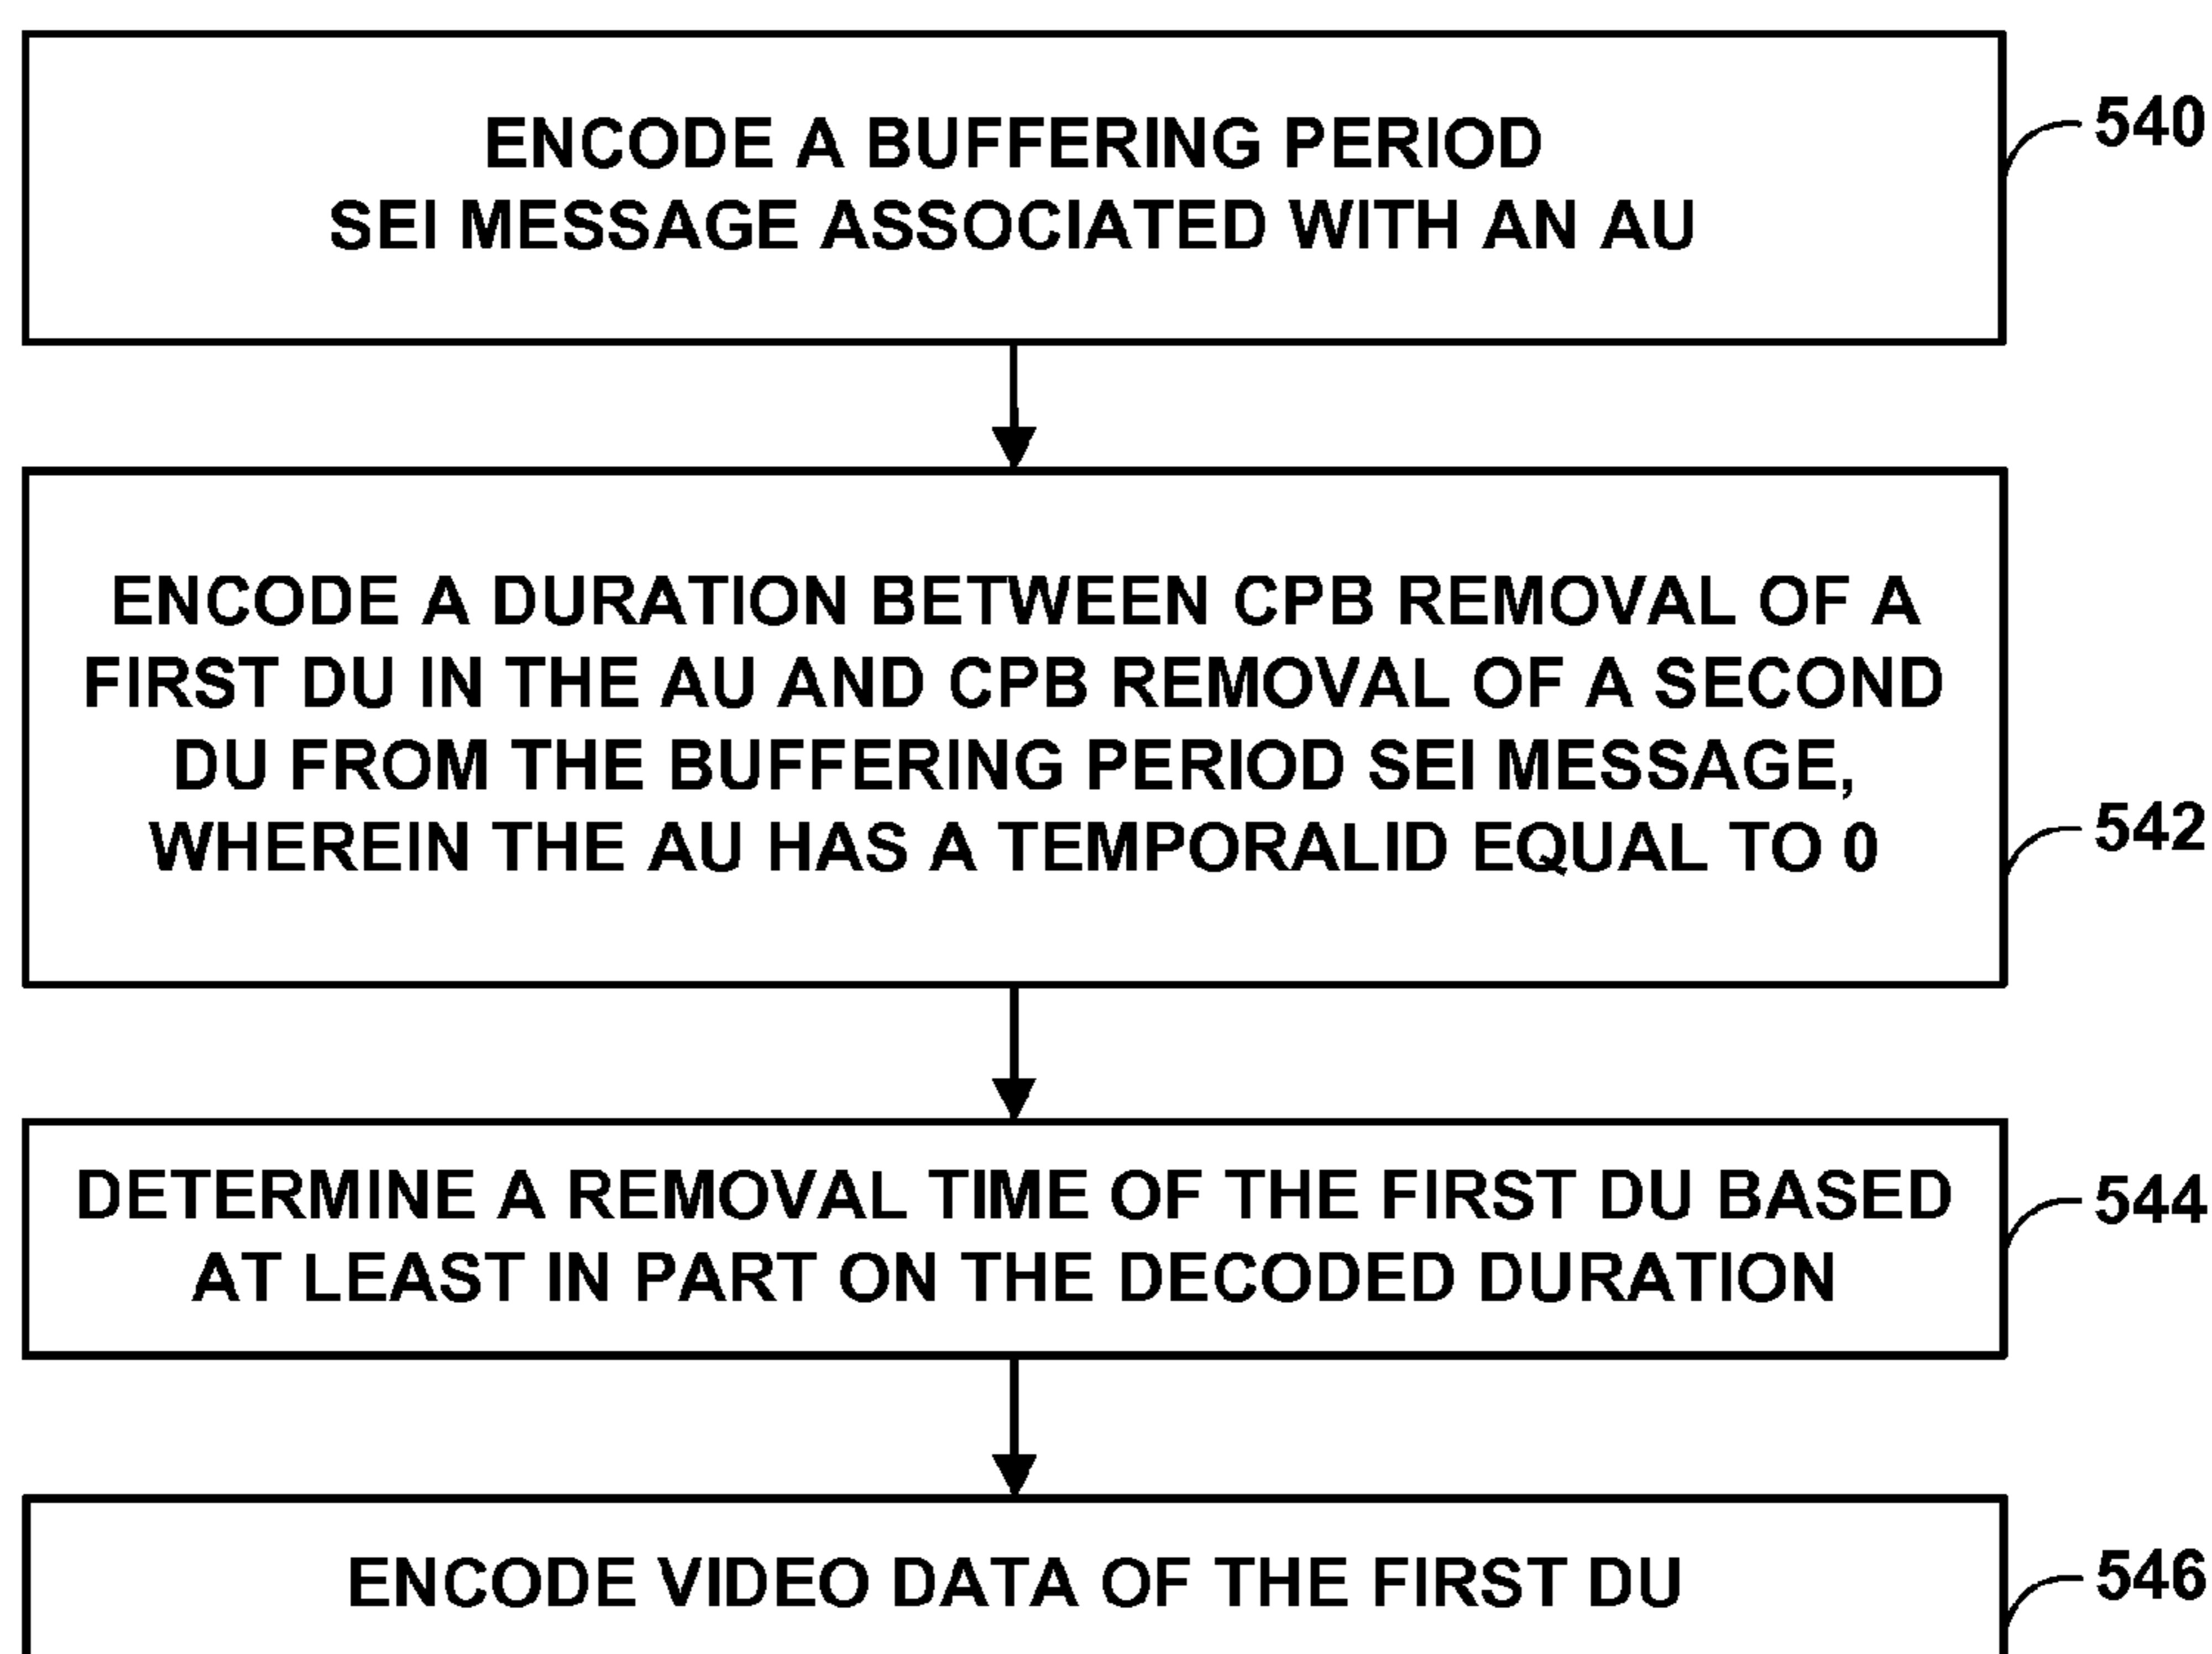 ENCODE A BUFFERING PERIOD
SEI MESSAGE ASSOCIATED WITH AN AU
540
ENCODE A DURATION BETWEEN CPB REMOVAL OF A
FIRST DU IN THE AU AND CPB REMOVAL OF A SECOND
DU FROM THE BUFFERING PERIOD SEI MESSAGE,
WHEREIN THE AU HAS A TEMPORALID EQUAL TO 0
542
DETERMINE A REMOVAL TIME OF THE FIRST DU BASED
AT LEAST IN PART ON THE DECODED DURATION
544
ENCODE VIDEO DATA OF THE FIRST DU
546